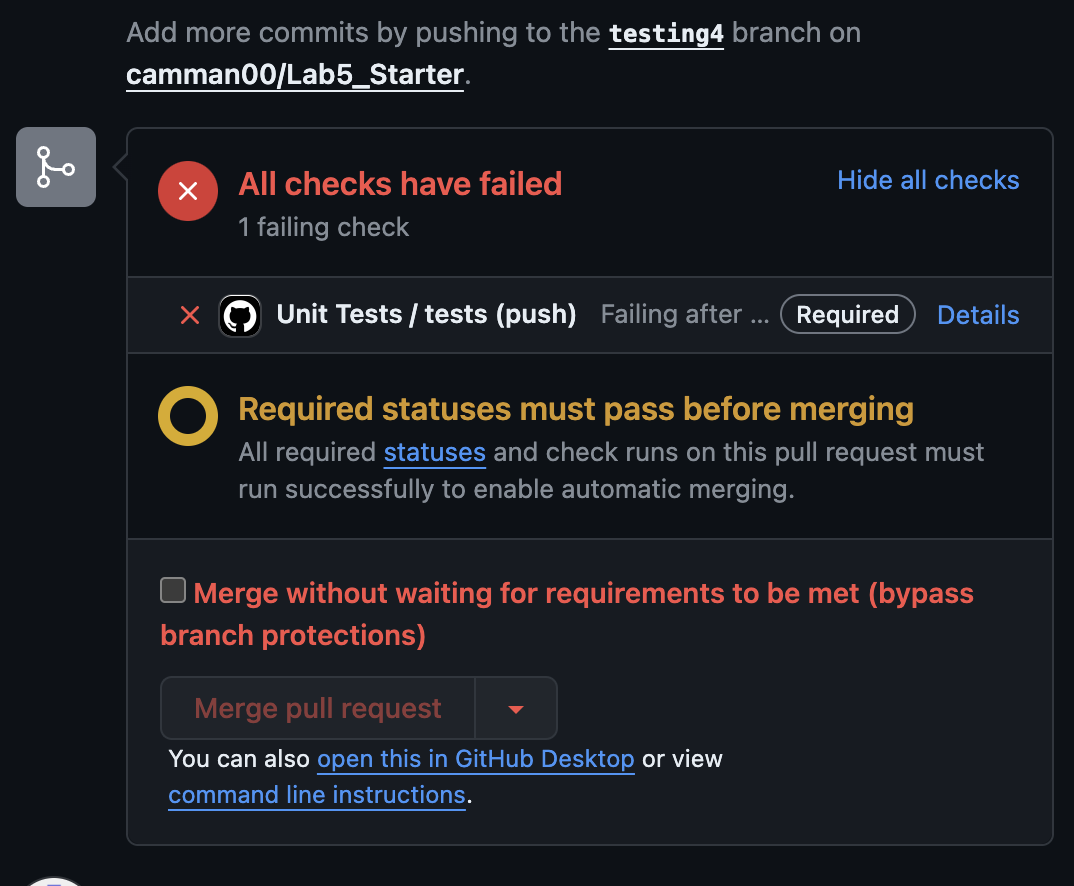 Add more commits by pushing to the testing4 branch on
camman00/Lab5_Starter.
All checks have failed
Hide all checks
1 failing check
Unit Tests / tests (push) Failing after ... Required Details
Required statuses must pass before merging
All required statuses and check runs on this pull request must
run successfully to enable automatic merging.
Merge without waiting for requirements to be met (bypass
branch protections)
Merge pull request
You can also open this in GitHub Desktop or view
command line instructions.